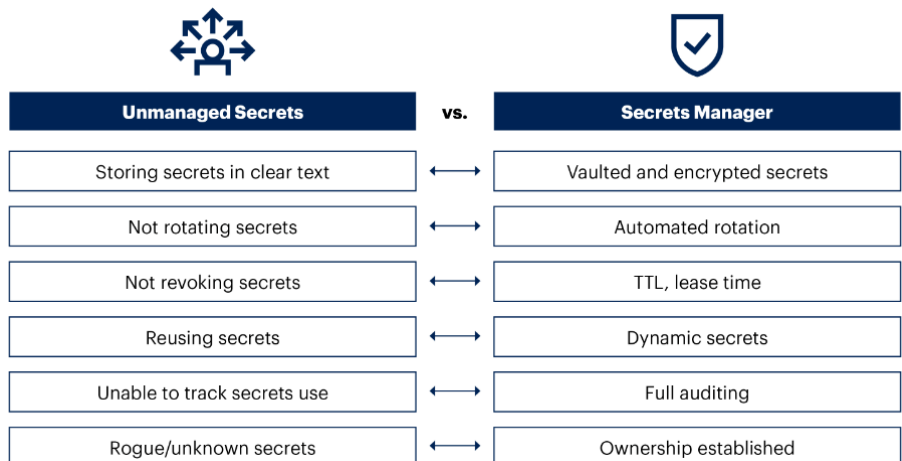 Unmanaged Secrets vs. Secrets Manager
Storing secrets in clear text Vaulted and encrypted secrets
Not rotating secrets Automated rotation
Not revoking secrets TTL, lease time
Reusing secrets Dynamic secrets
Unable to track secrets use Full auditing
Rogue/unknown secrets Ownership established